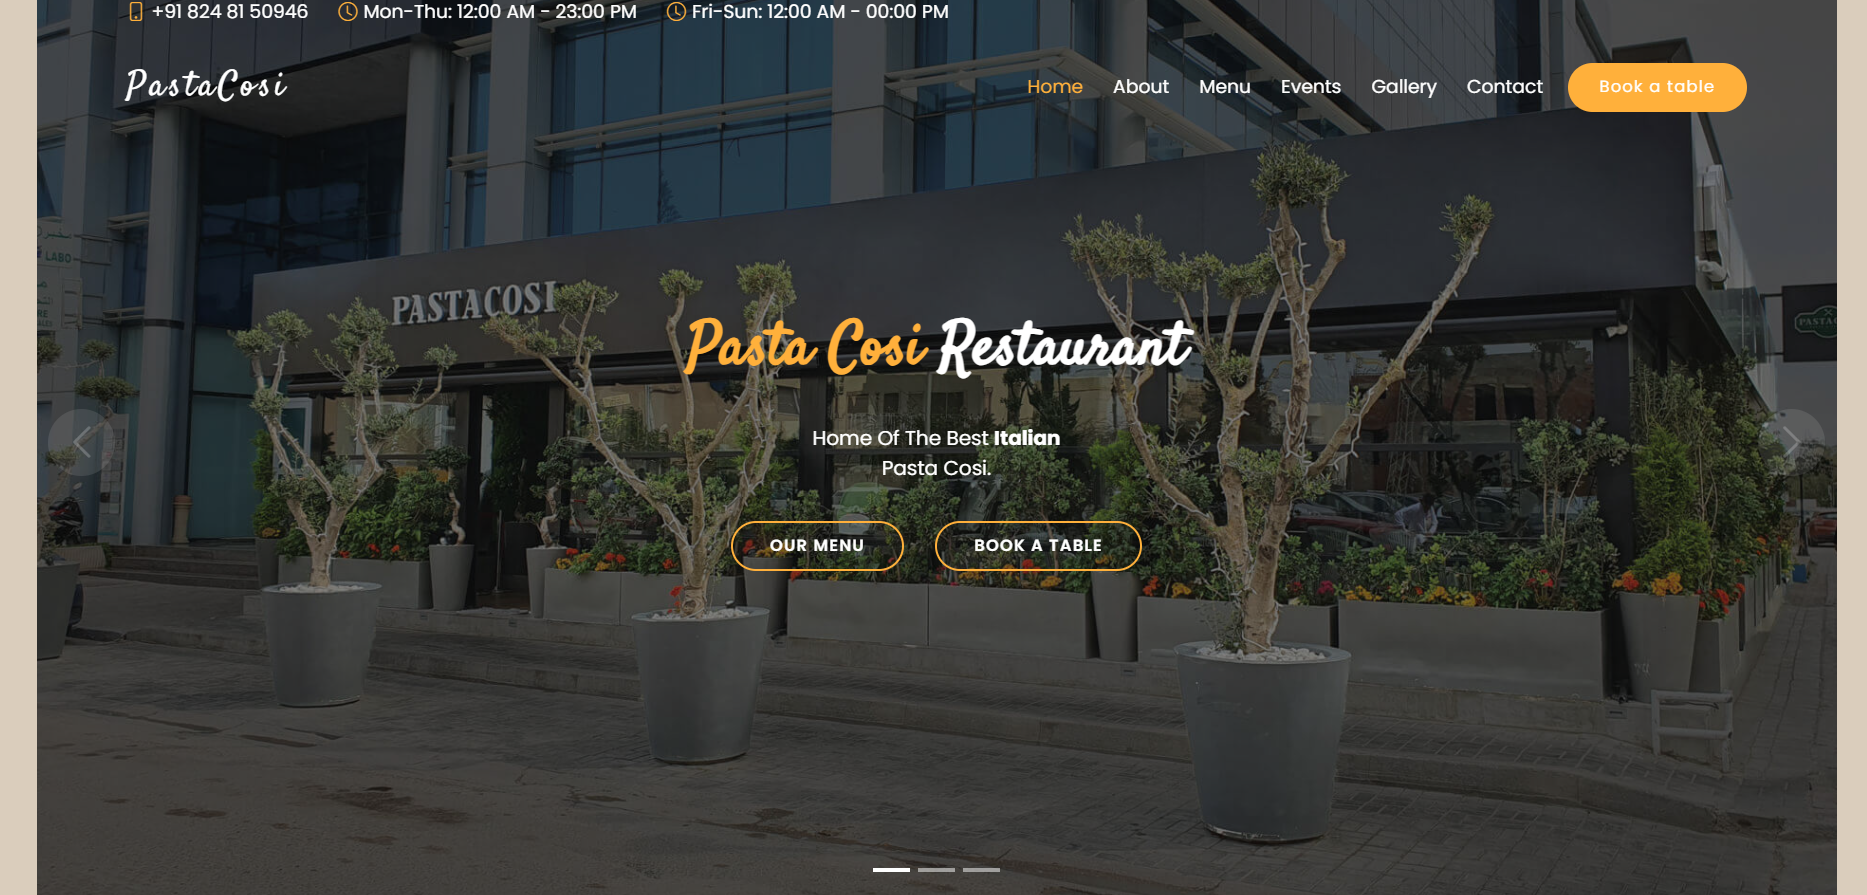 +91 824 81 50946 Mon-Thu: 12:00 AM - 23:00 PM Fri-Sun: 12:00 AM - 00:00 PM
PastaCosi
Home About Menu Events Gallery Contact Book a table
LABO
PASTACOSI
Pasta Cosi Restaurant
Home Of The Best Italian
Pasta Cosi.
OUR MENU BOOK A TABLE